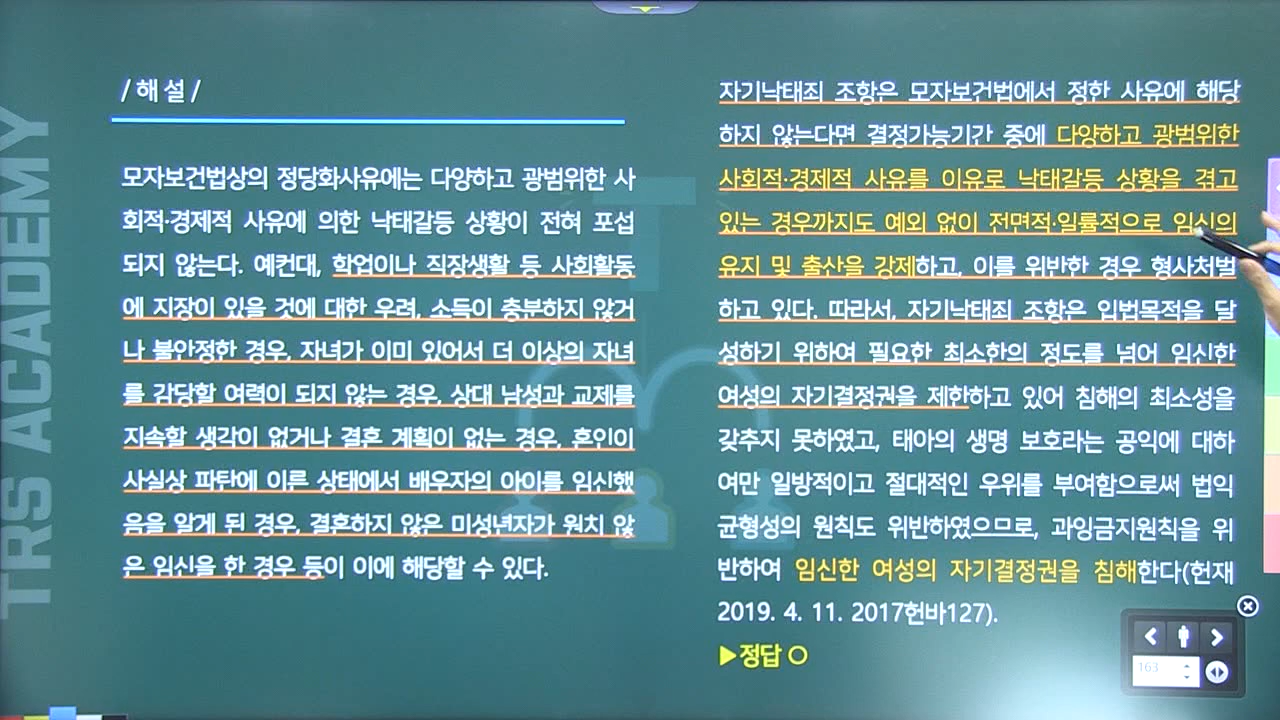 TRS ACADEMY
/ 해 설 /
모자보건법상의 정당화사유에는 다양하고 광범위한 사
회적·경제적 사유에 의한 낙태갈등 상황이 전혀 포섭
되지 않는다. 예컨대, 학업이나 직장생활 등 사회활동
에 지장이 있을 것에 대한 우려, 소득이 충분하지 않거
나 불안정한 경우, 자녀가 이미 있어서 더 이상의 자녀
를 감당할 여력이 되지 않는 경우, 상대 남성과 교제를
지속할 생각이 없거나 결혼 계획이 없는 경우, 혼인이
사실상 파탄에 이른 상태에서 배우자의 아이를 임신했
음을 알게 된 경우, 결혼하지 않은 미성년자가 원치 않
은 임신을 한 경우 등이 이에 해당할 수 있다.
자기낙태죄 조항은 모자보건법에서 정한 사유에 해당
하지 않는다면 결정가능기간 중에 다양하고 광범위한
사회적·경제적 사유를 이유로 낙태갈등 상황을 겪고
있는 경우까지도 예외 없이 전면적·일률적으로 임신의
유지 및 출산을 강제하고, 이를 위반한 경우 형사처벌
하고 있다. 따라서, 자기낙태죄 조항은 입법목적을 달
성하기 위하여 필요한 최소한의 정도를 넘어 임신한
여성의 자기결정권을 제한하고 있어 침해의 최소성을
갖추지 못하였고, 태아의 생명 보호라는 공익에 대하
여만 일방적이고 절대적인 우위를 부여함으로써 법익
균형성의 원칙도 위반하였으므로, 과잉금지원칙을 위
반하여 임신한 여성의 자기결정권을 침해한다(헌재
2019. 4. 11. 2017헌바127).
▶정답 ○
163